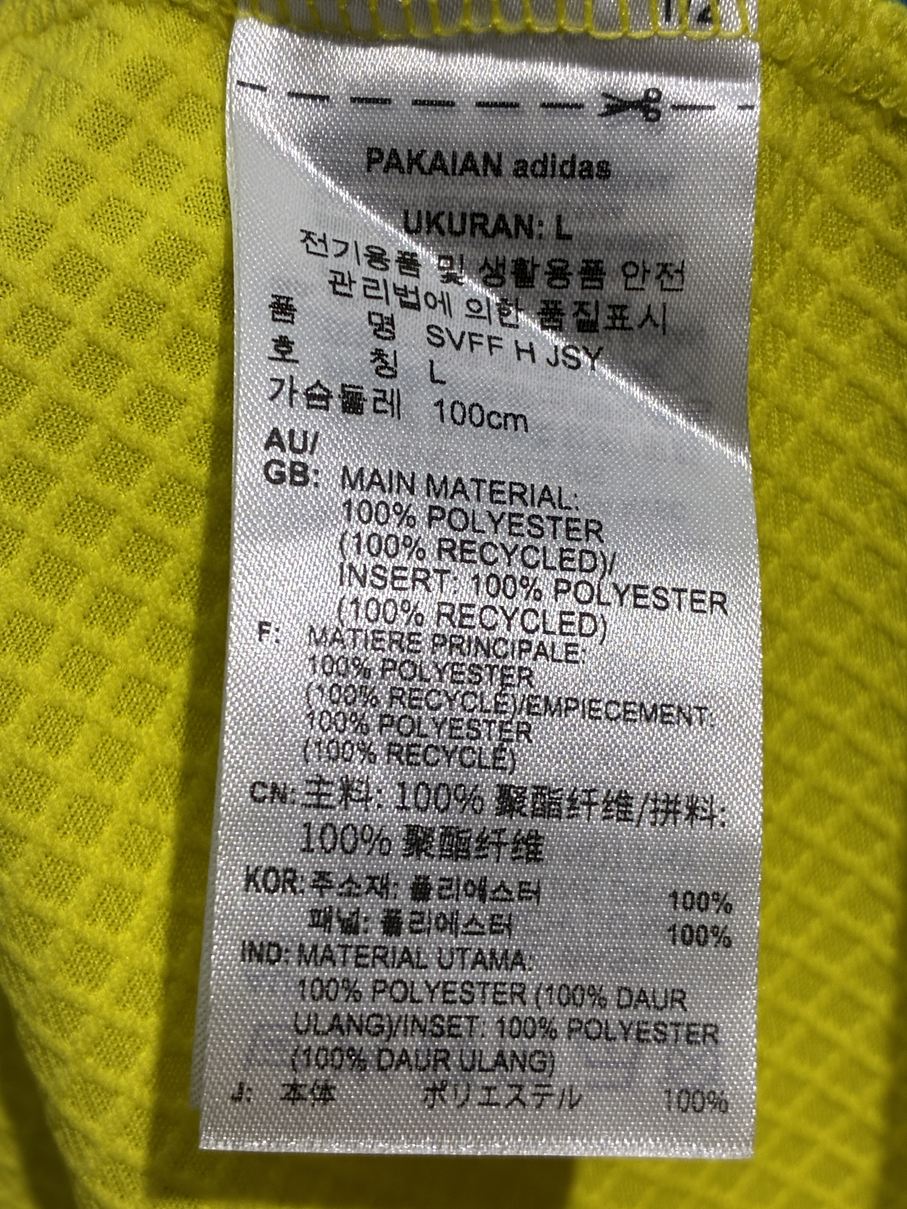 1/2
PAKAIAN adidas
UKURAN: L
전기용품 및 생활용품 안전
관리법에 의한 품질표시
품 명 SVFF H JSY
호 칭 L
가슴둘레 100cm
AU/
GB: MAIN MATERIAL:
100% POLYESTER
(100% RECYCLED)/
INSERT: 100% POLYESTER
(100% RECYCLED)
F: MATIERE PRINCIPALE:
100% POLYESTER
(100% RECYCLÉ)/EMPIECEMENT:
100% POLYESTER
(100% RECYCLÉ)
CN: 主料: 100% 聚酯纤维/拼料:
100% 聚酯纤维
KOR: 주소재: 폴리에스터 100%
패널: 폴리에스터 100%
IND: MATERIAL UTAMA:
100% POLYESTER (100% DAUR
ULANG)/INSET: 100% POLYESTER
(100% DAUR ULANG)
J: 本体 ポリエステル 100%